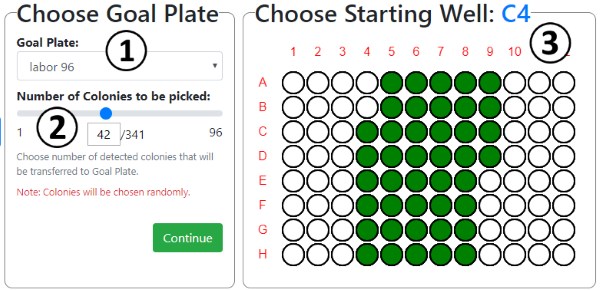 Choose Goal Plate
Goal Plate:
1
labor 96
Number of Colonies to be picked:
2
1 42 /341 96
Choose number of detected colonies that will
be transferred to Goal Plate.
Note: Colonies will be chosen randomly.
Continue
Choose Starting Well: C4
3
1 2 3 4 5 6 7 8 9 10
A
B
C
D
E
F
G
H